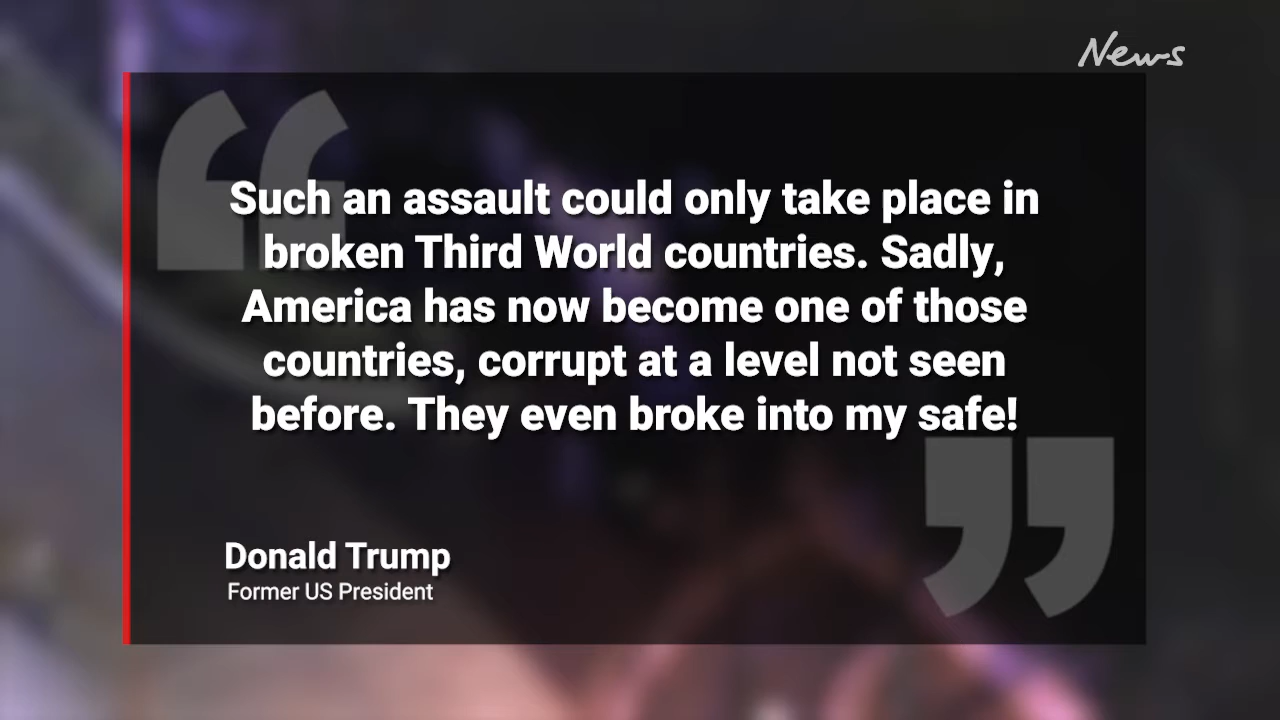 News
Such an assault could only take place in
broken Third World countries. Sadly,
America has now become one of those
countries, corrupt at a level not seen
before. They even broke into my safe!
Donald Trump
Former US President